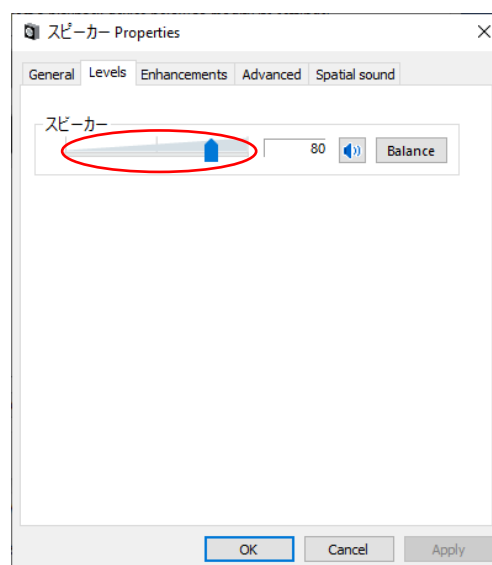 スピーカー Properties
General Levels Enhancements Advanced Spatial sound
スピーカー
80 Balance
OK Cancel Apply